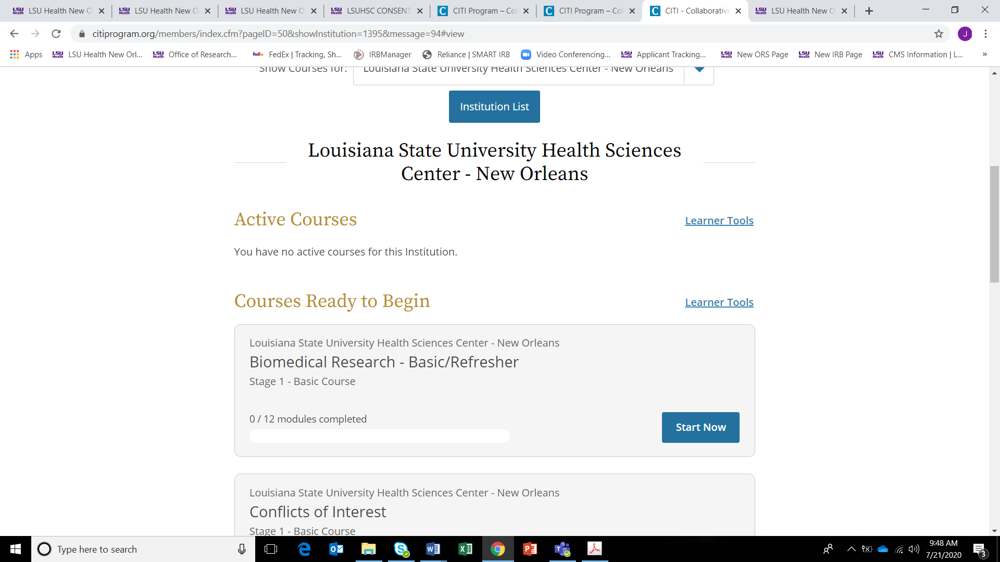 LSU Health New O
LSU Health New O
LSU Health New O
LSUHSC CONSENT
CITI Program – Col
CITI Program – Col
CITI - Collaborative
LSU Health New O
citiprogram.org/members/index.cfm?pageID=50&showInstitution=1395&message=94#view
J
Apps
LSU Health New Orl...
Office of Research...
FedEx | Tracking, Sh...
IRBManager
Reliance | SMART IRB
Video Conferencing...
Applicant Tracking...
New ORS Page
New IRB Page
CMS Information | L...
»
Show Courses for: Louisiana State University Health Sciences Center - New Orleans
Institution List
Louisiana State University Health Sciences
Center - New Orleans
Active Courses
Learner Tools
You have no active courses for this Institution.
Courses Ready to Begin
Learner Tools
Louisiana State University Health Sciences Center - New Orleans
Biomedical Research - Basic/Refresher
Stage 1 - Basic Course
0 / 12 modules completed
Start Now
Louisiana State University Health Sciences Center - New Orleans
Conflicts of Interest
Stage 1 - Basic Course
Type here to search
9:48 AM
7/21/2020
3